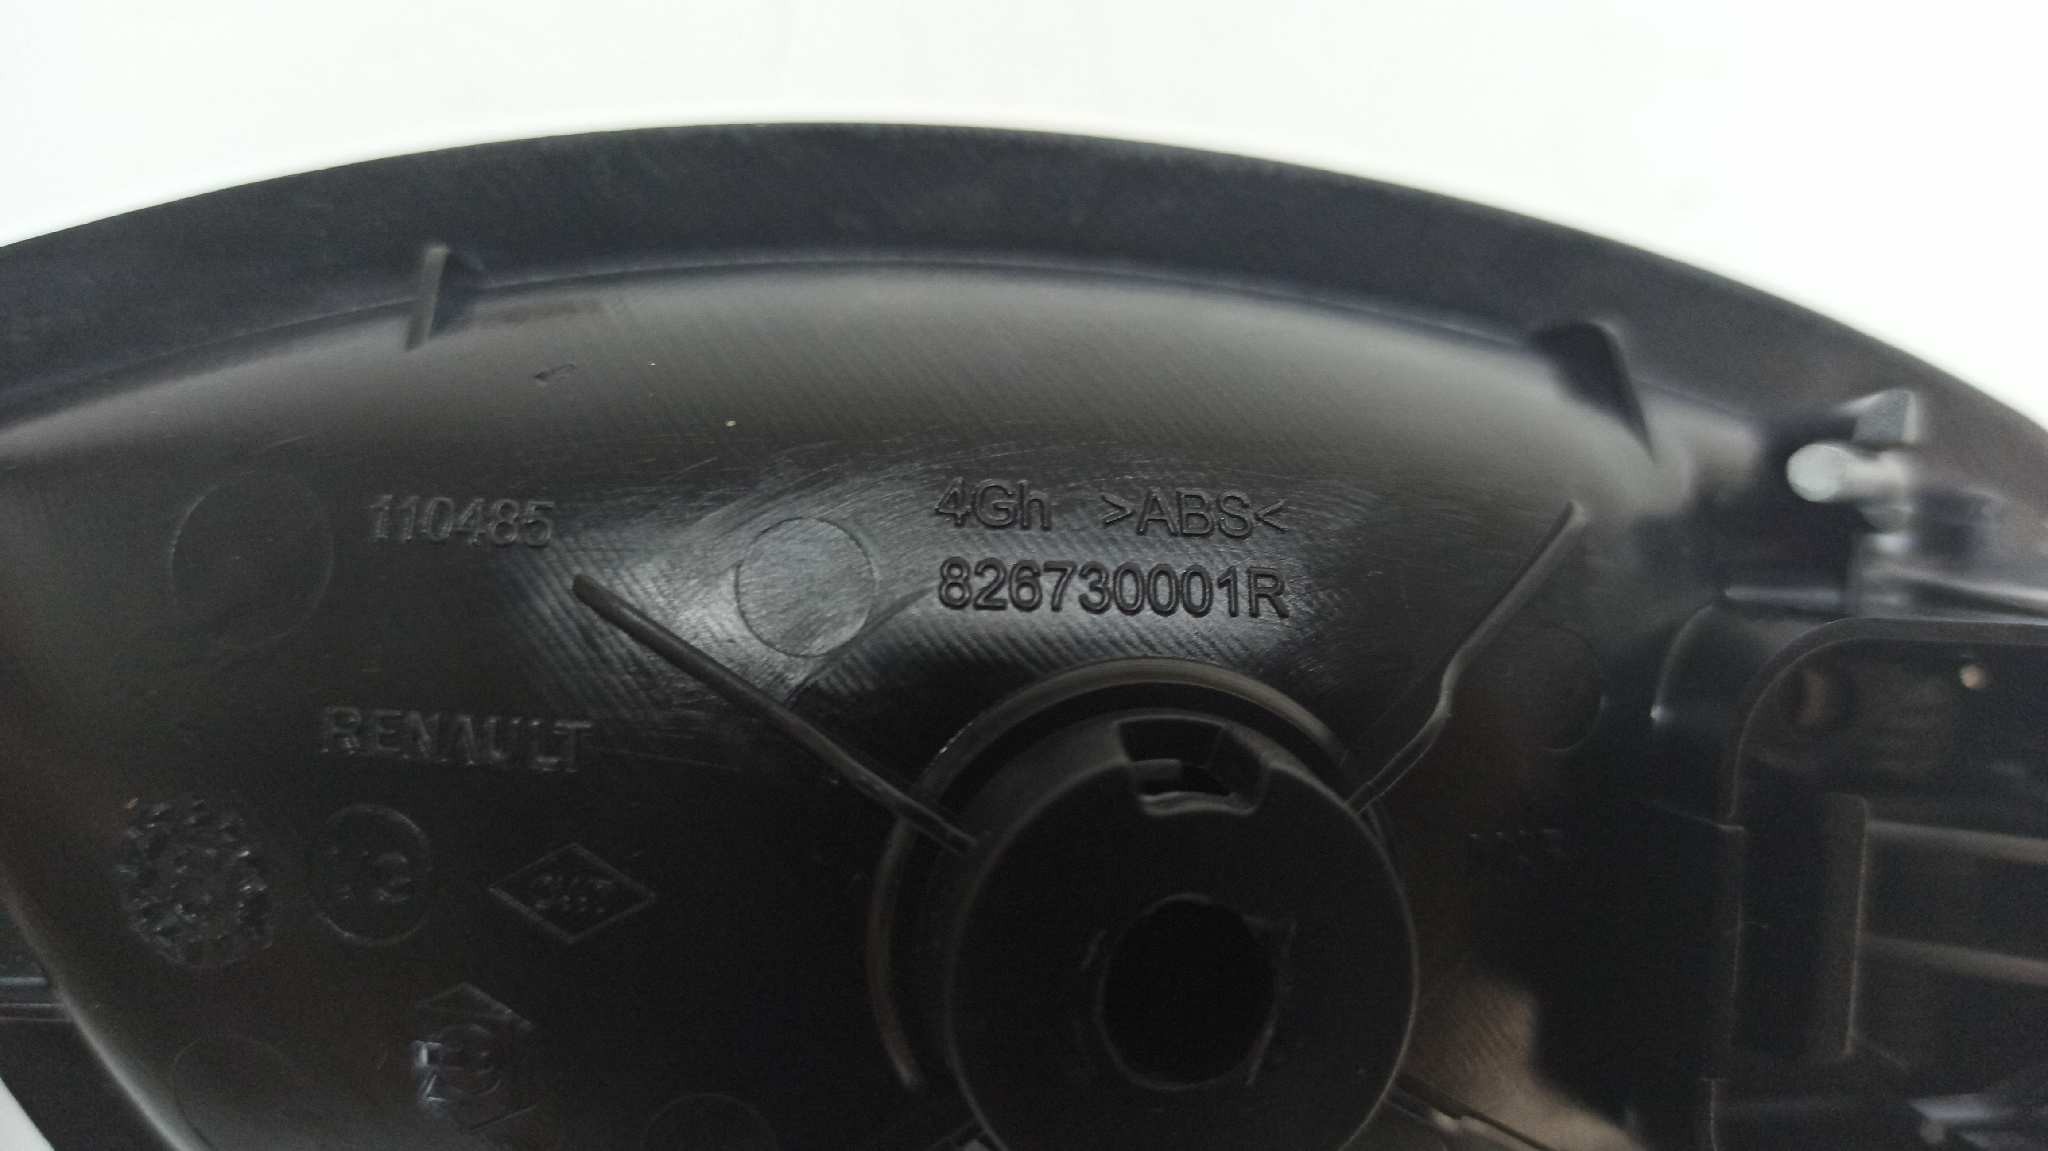 110485
4Gh >ABS<
826730001R
RENAULT